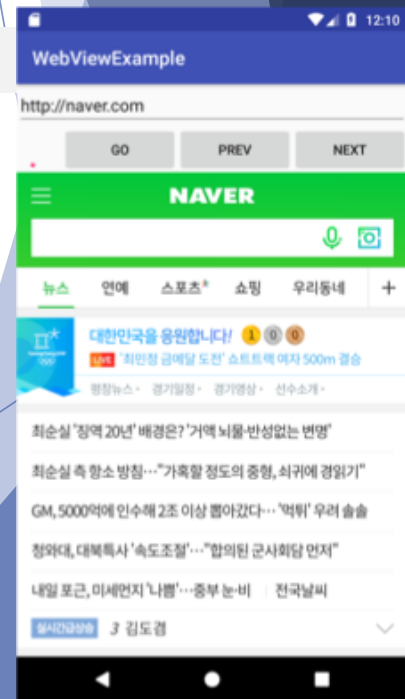 12:10
WebViewExample
http://naver.com
GO PREV NEXT
NAVER
뉴스 연예 스포츠 쇼핑 우리동네 +
대한민국을 응원합니다! 1 0 0
LIVE '최민정 금메달 도전' 쇼트트랙 여자 500m 결승
평창뉴스 경기일정 경기영상 선수소개
최순실 '징역 20년' 배경은? '거액 뇌물·반성없는 변명'
최순실 측 항소 방침…"가혹할 정도의 중형, 쇠귀에 경읽기"
GM, 5000억에 인수해 2조 이상 뽑아갔다… '먹튀' 우려 솔솔
청와대, 대북특사 '속도조절'…"합의된 군사회담 먼저"
내일 포근, 미세먼지 '나쁨'…중부 눈·비 전국날씨
실시간급상승 3 김도겸